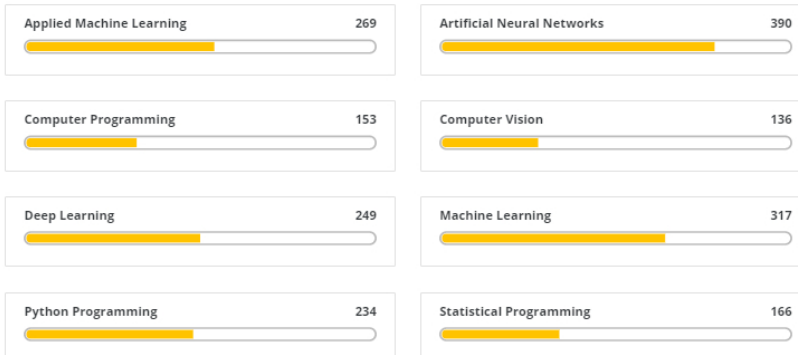 Applied Machine Learning 269
Artificial Neural Networks 390
Computer Programming 153
Computer Vision 136
Deep Learning 249
Machine Learning 317
Python Programming 234
Statistical Programming 166